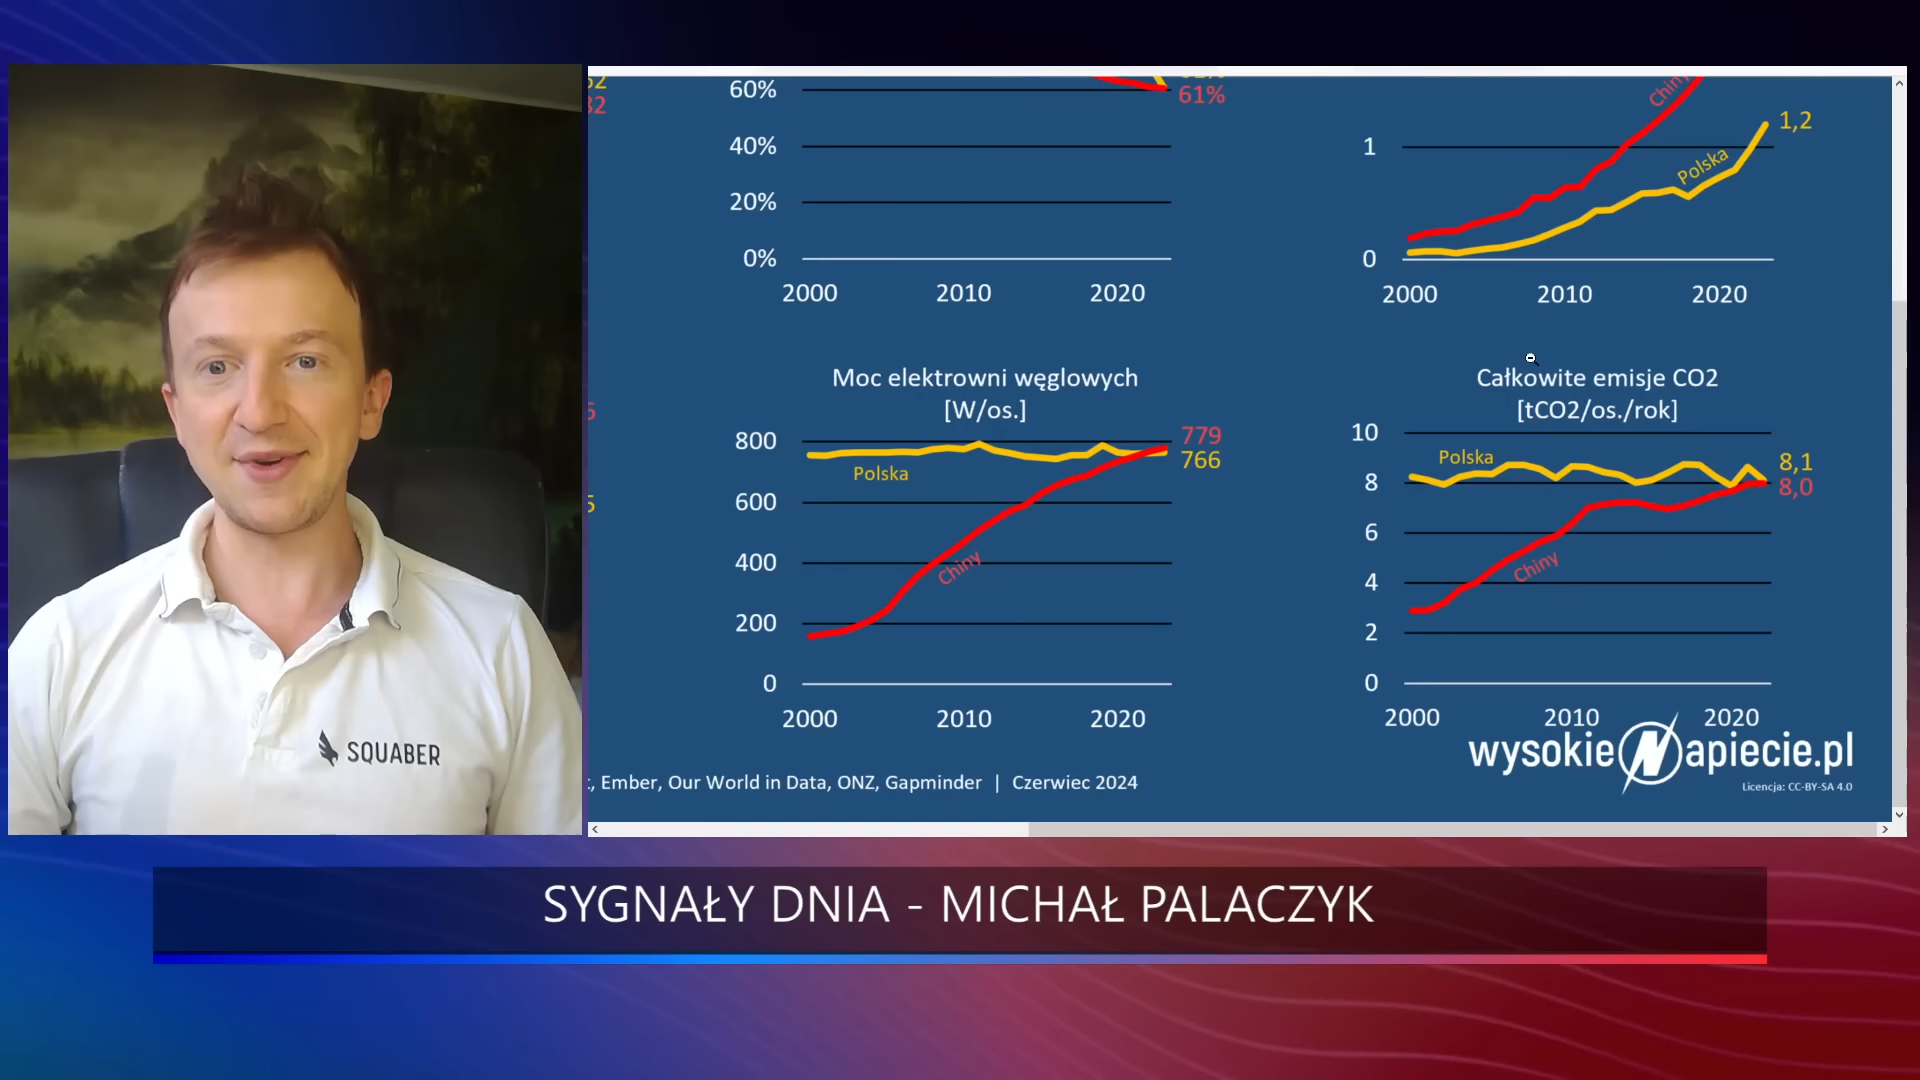 60%
61%
40%
20%
0%
2000
2010
2020
Chiny
1,2
1
Polska
0
2000
2010
2020
Moc elektrowni węglowych
[W/os.]
800
779
766
Polska
600
400
Chiny
200
0
2000
2010
2020
Całkowite emisje CO2
[tCO2/os./rok]
10
Polska
8,1
8
8,0
6
Chiny
4
2
0
2000
2010
2020
wysokieNapiecie.pl
Licencja: CC-BY-SA 4.0
Ember, Our World in Data, ONZ, Gapminder | Czerwiec 2024
SQUABER
SYGNAŁY DNIA - MICHAŁ PALACZYK